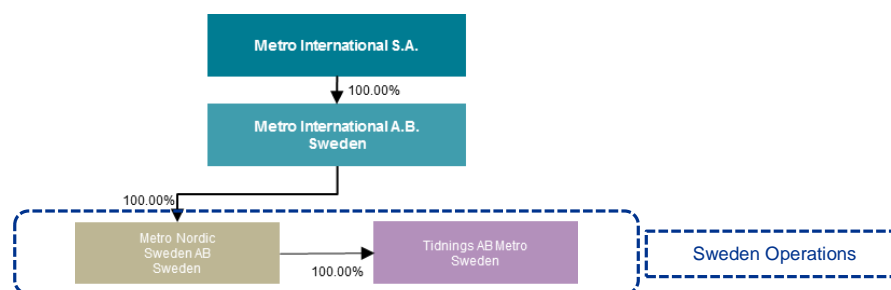 Metro International S.A.
100.00%
Metro International A.B.
Sweden
100.00%
Metro Nordic
Sweden AB
Sweden
100.00%
Tidnings AB Metro
Sweden
Sweden Operations